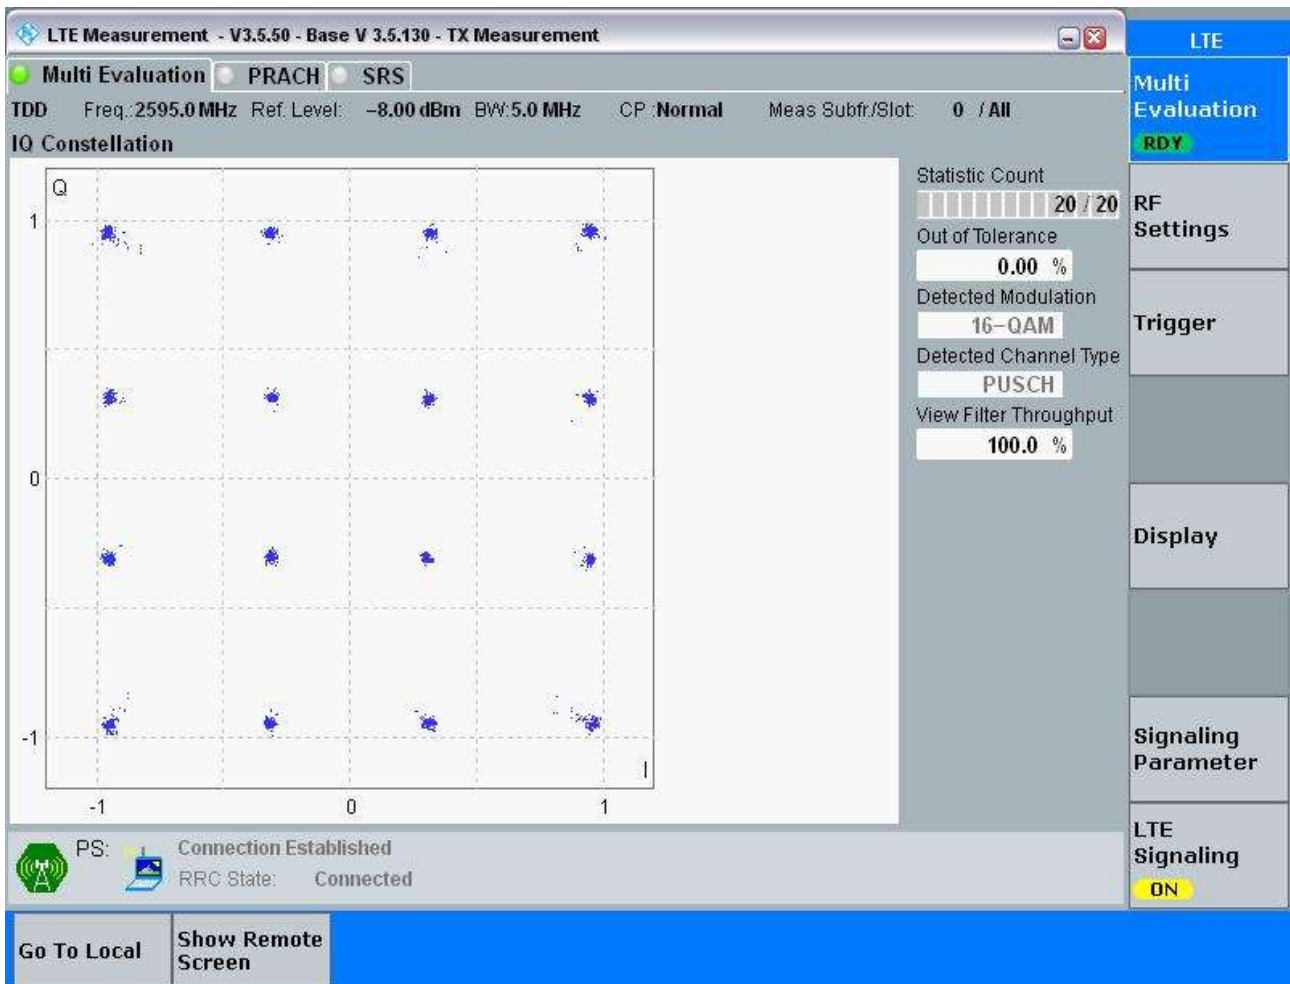 LTE Measurement - V3.5.50 - Base V 3.5.130 - TX Measurement
LTE
Multi Evaluation PRACH SRS
TDD Freq.:2595.0 MHz Ref. Level: −8.00 dBm BW:5.0 MHz CP :Normal Meas Subfr./Slot: 0 / All
IQ Constellation
Q
1
0
-1
-1 0 1
I
Statistic Count
20 / 20
Out of Tolerance
0.00 %
Detected Modulation
16−QAM
Detected Channel Type
PUSCH
View Filter Throughput
100.0 %
Multi
Evaluation
RDY
RF
Settings
Trigger
Display
Signaling
Parameter
LTE
Signaling
ON
PS: Connection Established
RRC State: Connected
Go To Local
Show Remote
Screen